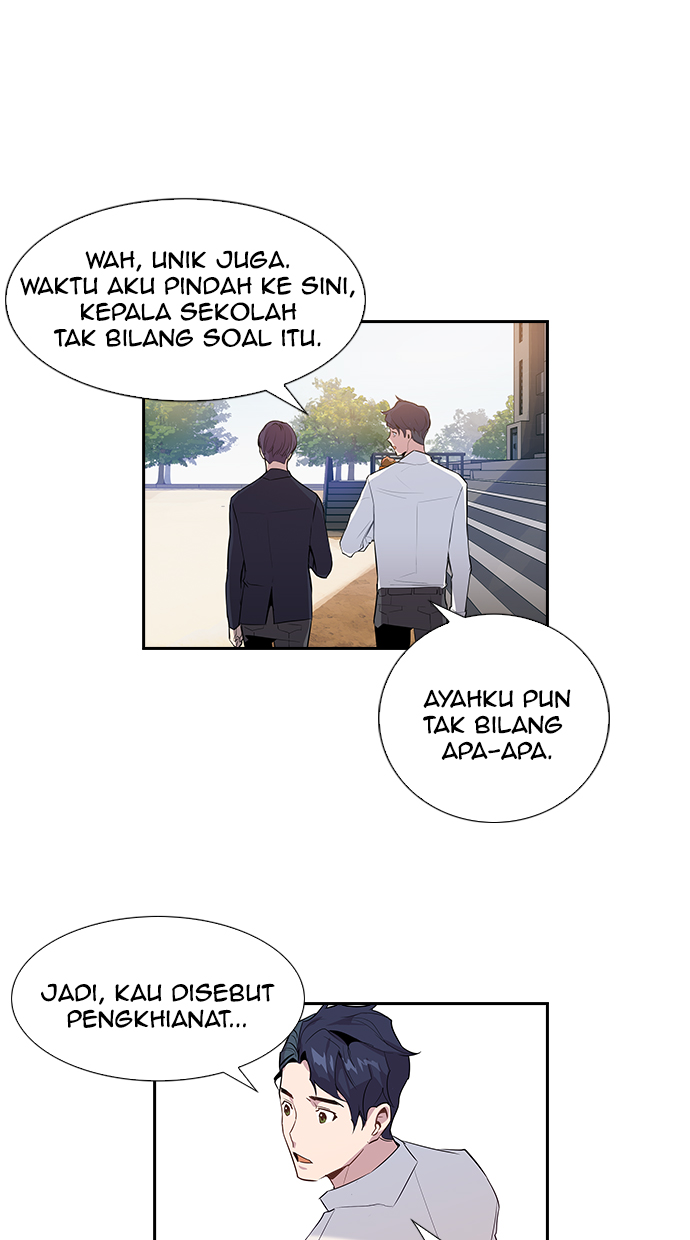 WAH, UNIK JUGA.
WAKTU AKU PINDAH KE SINI,
KEPALA SEKOLAH
TAK BILANG SOAL ITU.
AYAHKU PUN
TAK BILANG
APA-APA.
JADI, KAU DISEBUT
PENGKHIANAT...